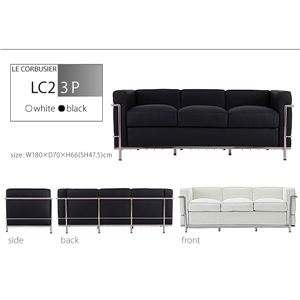 LE CORBUSIER
LC2 3P
○white ●black
size:W180×D70×H66(SH47.5)cm
side
back
front